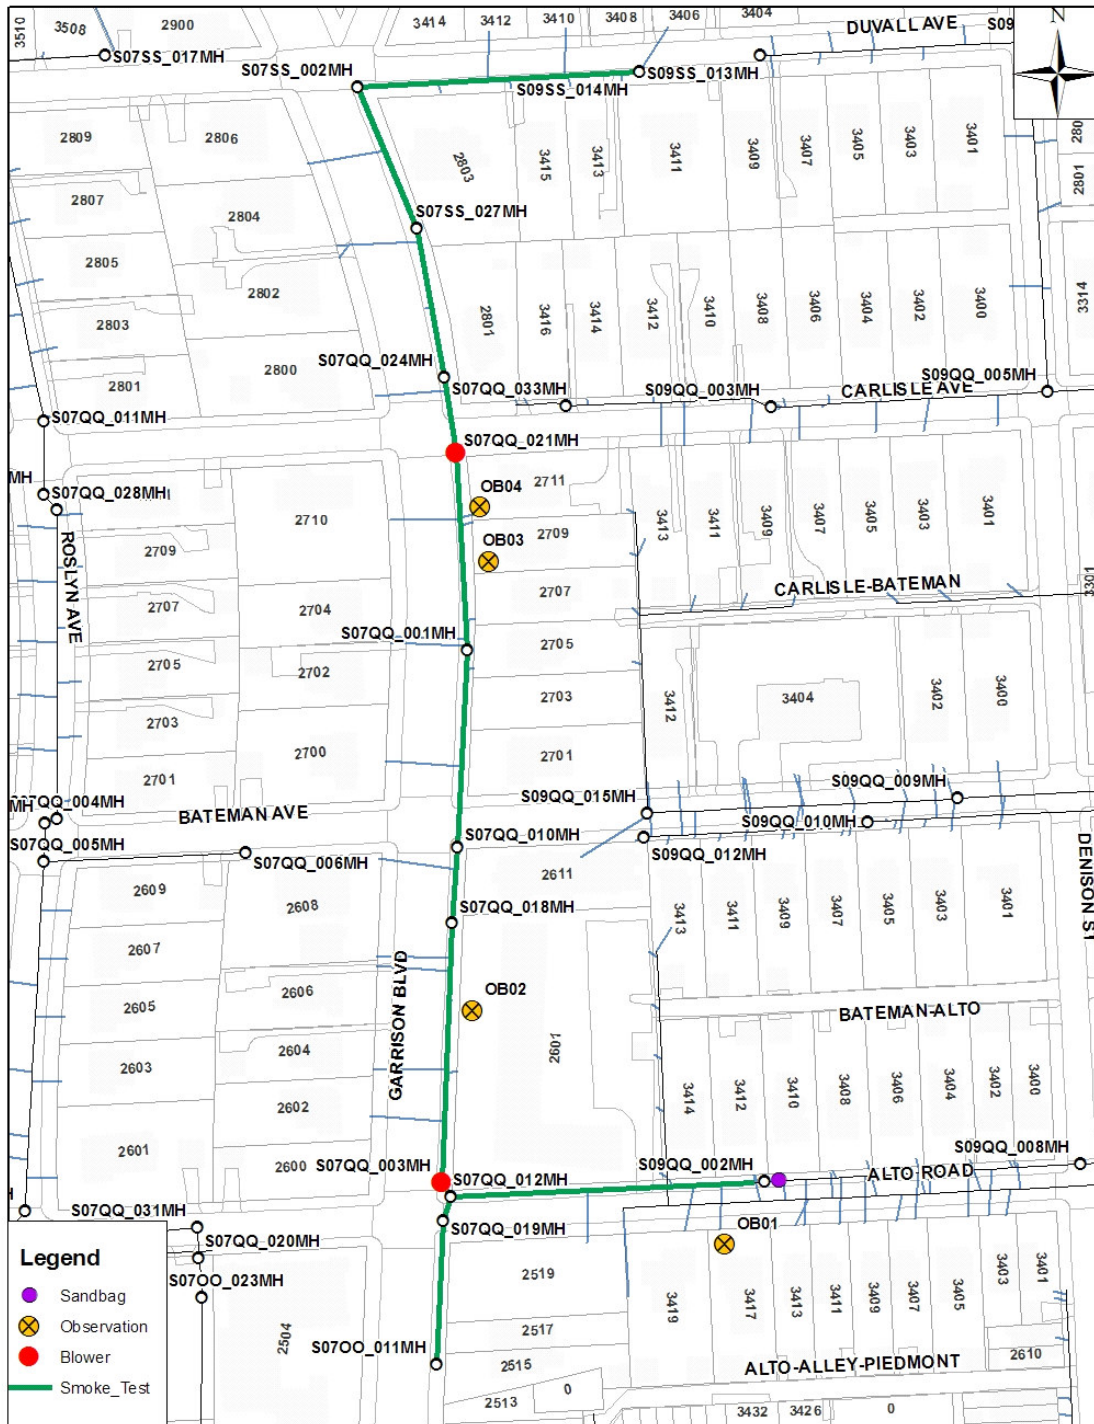 3510
3508
2900
3414
3412
3410
3408
3406
3404
DUVALL AVE
S09
N
S07SS_017MH
S07SS_002MH
S09SS_013MH
S09SS_014MH
2809
2806
2803
3415
3413
3411
3409
3407
3405
3403
3401
280
2801
2807
2804
S07SS_027MH
2805
2802
2803
2801
3416
3414
3412
3410
3408
3406
3404
3402
3400
3314
2801
2800
S07QQ_024MH
S07QQ_033MH
S09QQ_003MH
S09QQ_005MH
CARLISLE AVE
S07QQ_011MH
S07QQ_021MH
MH
S07QQ_028MH
OB04
2711
2710
OB03
2709
3413
3411
3409
3407
3405
3403
3401
ROSLYN AVE
2709
2707
CARLISLE-BATEMAN
3301
2707
2704
S07QQ_001MH
2705
2705
2702
2703
3412
3404
3402
3400
2703
2700
2701
2701
S09QQ_009MH
S09QQ_015MH
MH
S07QQ_004MH
BATEMAN AVE
S09QQ_010MH
S07QQ_005MH
S07QQ_006MH
S07QQ_010MH
S09QQ_012MH
DENISON ST
2611
2609
2608
S07QQ_018MH
3413
3411
3409
3407
3405
3403
3401
2607
GARRISON BLVD
OB02
2606
2605
BATEMAN-ALTO
2601
2604
2603
3414
3412
3410
3408
3406
3404
3402
3400
2602
2601
2600
S07QQ_003MH
S07QQ_012MH
S09QQ_002MH
S09QQ_008MH
ALTO ROAD
S07QQ_031MH
S07QQ_019MH
OB01
S07QQ_020MH
2519
3419
3417
3413
3411
3409
3407
3405
3403
3401
S07OO_023MH
2504
2517
S07OO_011MH
2515
ALTO-ALLEY-PIEDMONT
2610
2513
0
3432
3426
0
Legend
Sandbag
Observation
Blower
Smoke_Test